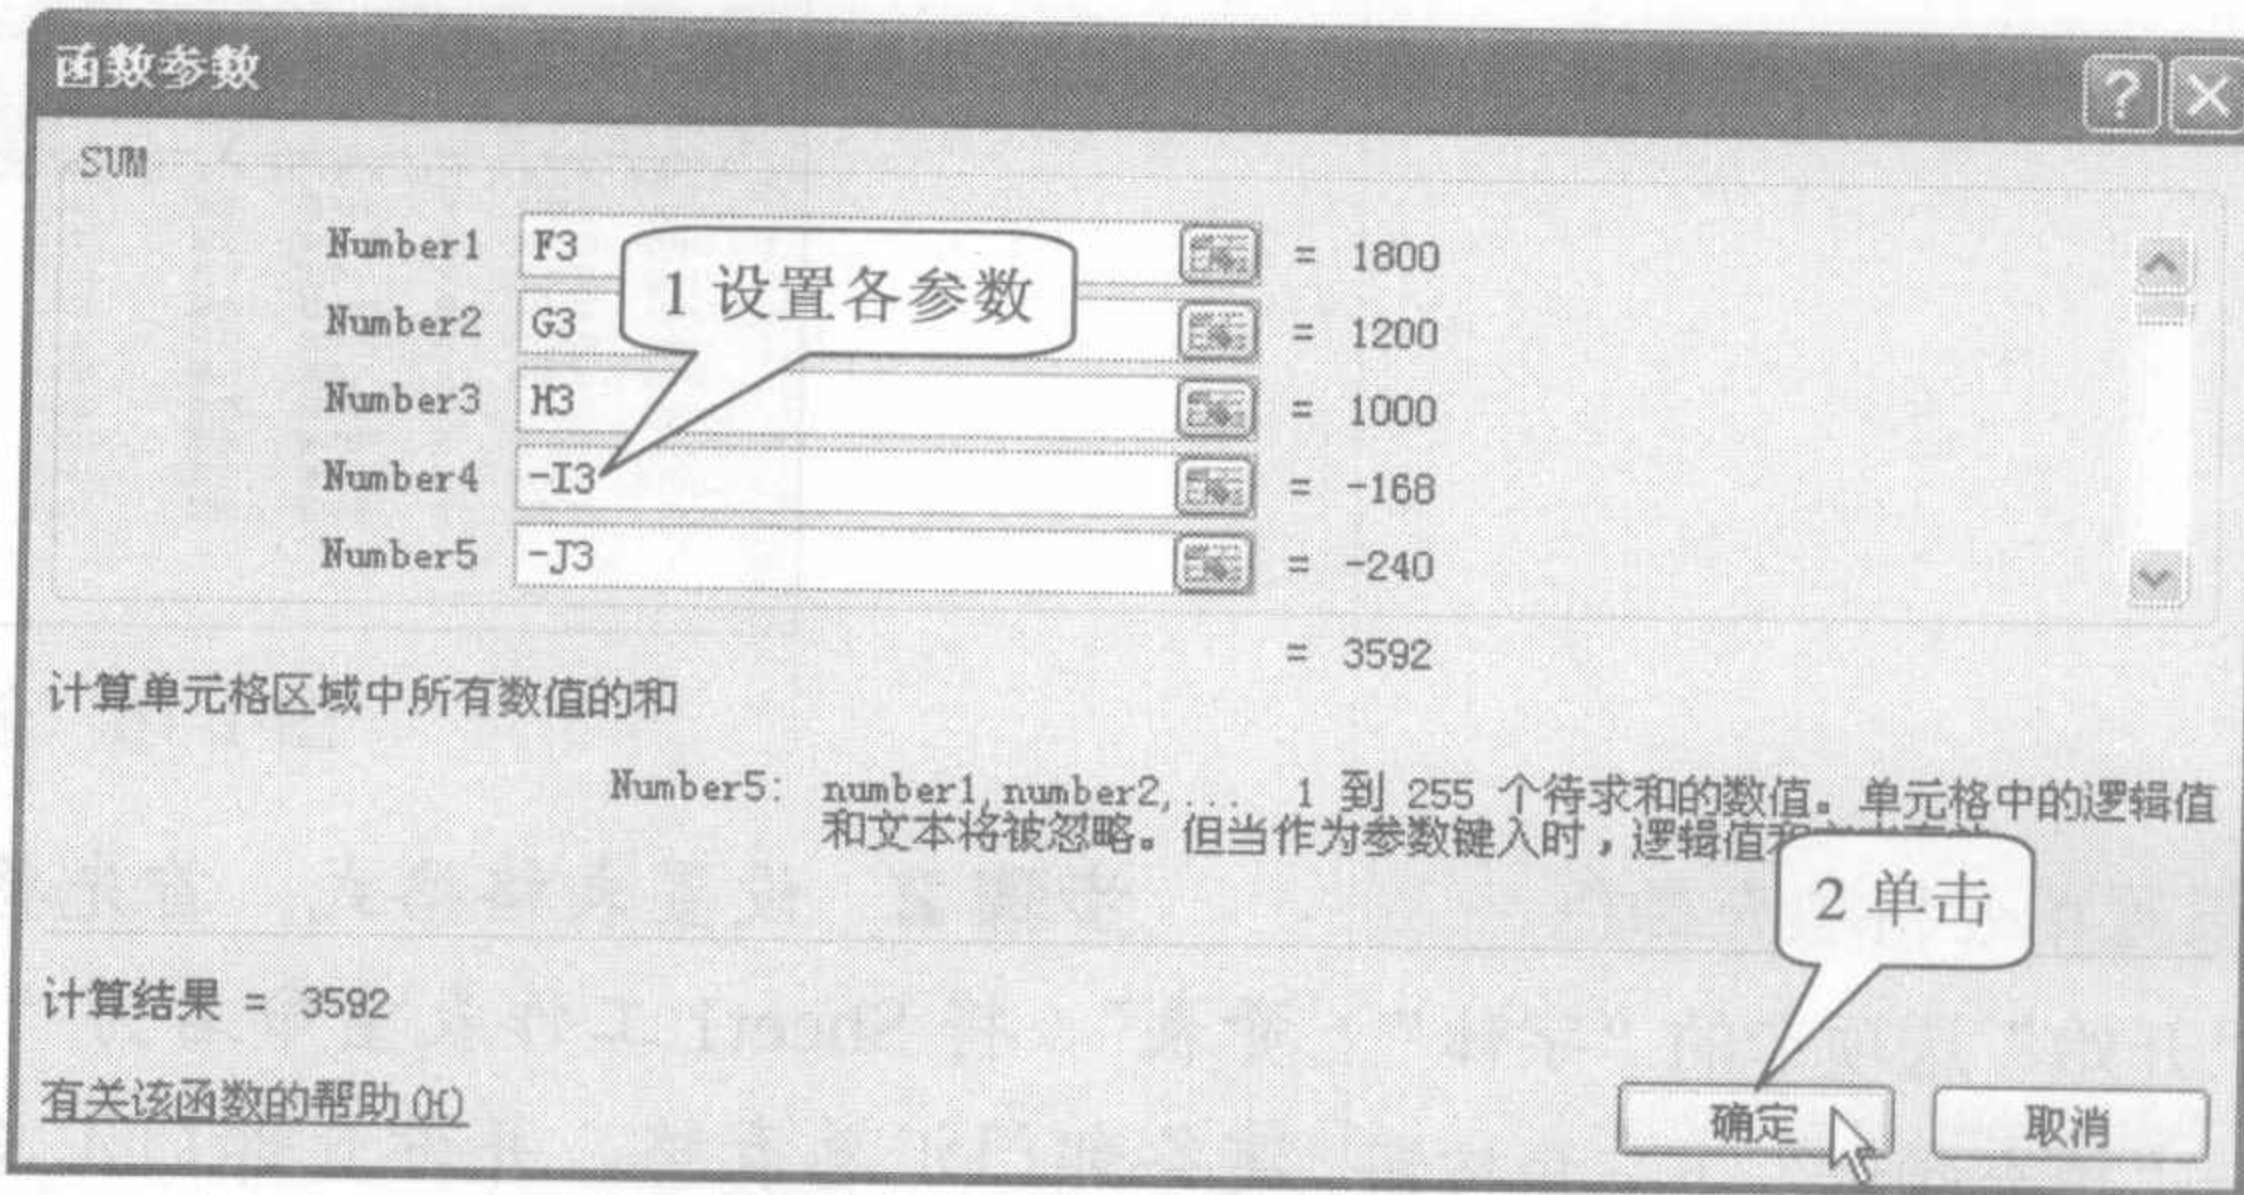 函数参数
SUM
Number1 F3 = 1800
1 设置各参数
Number2 G3 = 1200
Number3 H3 = 1000
Number4 -I3 = -168
Number5 -J3 = -240
= 3592
计算单元格区域中所有数值的和
Number5: number1,number2,... 1 到 255 个待求和的数值。单元格中的逻辑值
和文本将被忽略。但当作为参数键入时，逻辑值
2 单击
计算结果 = 3592
有关该函数的帮助(H)
确定 取消